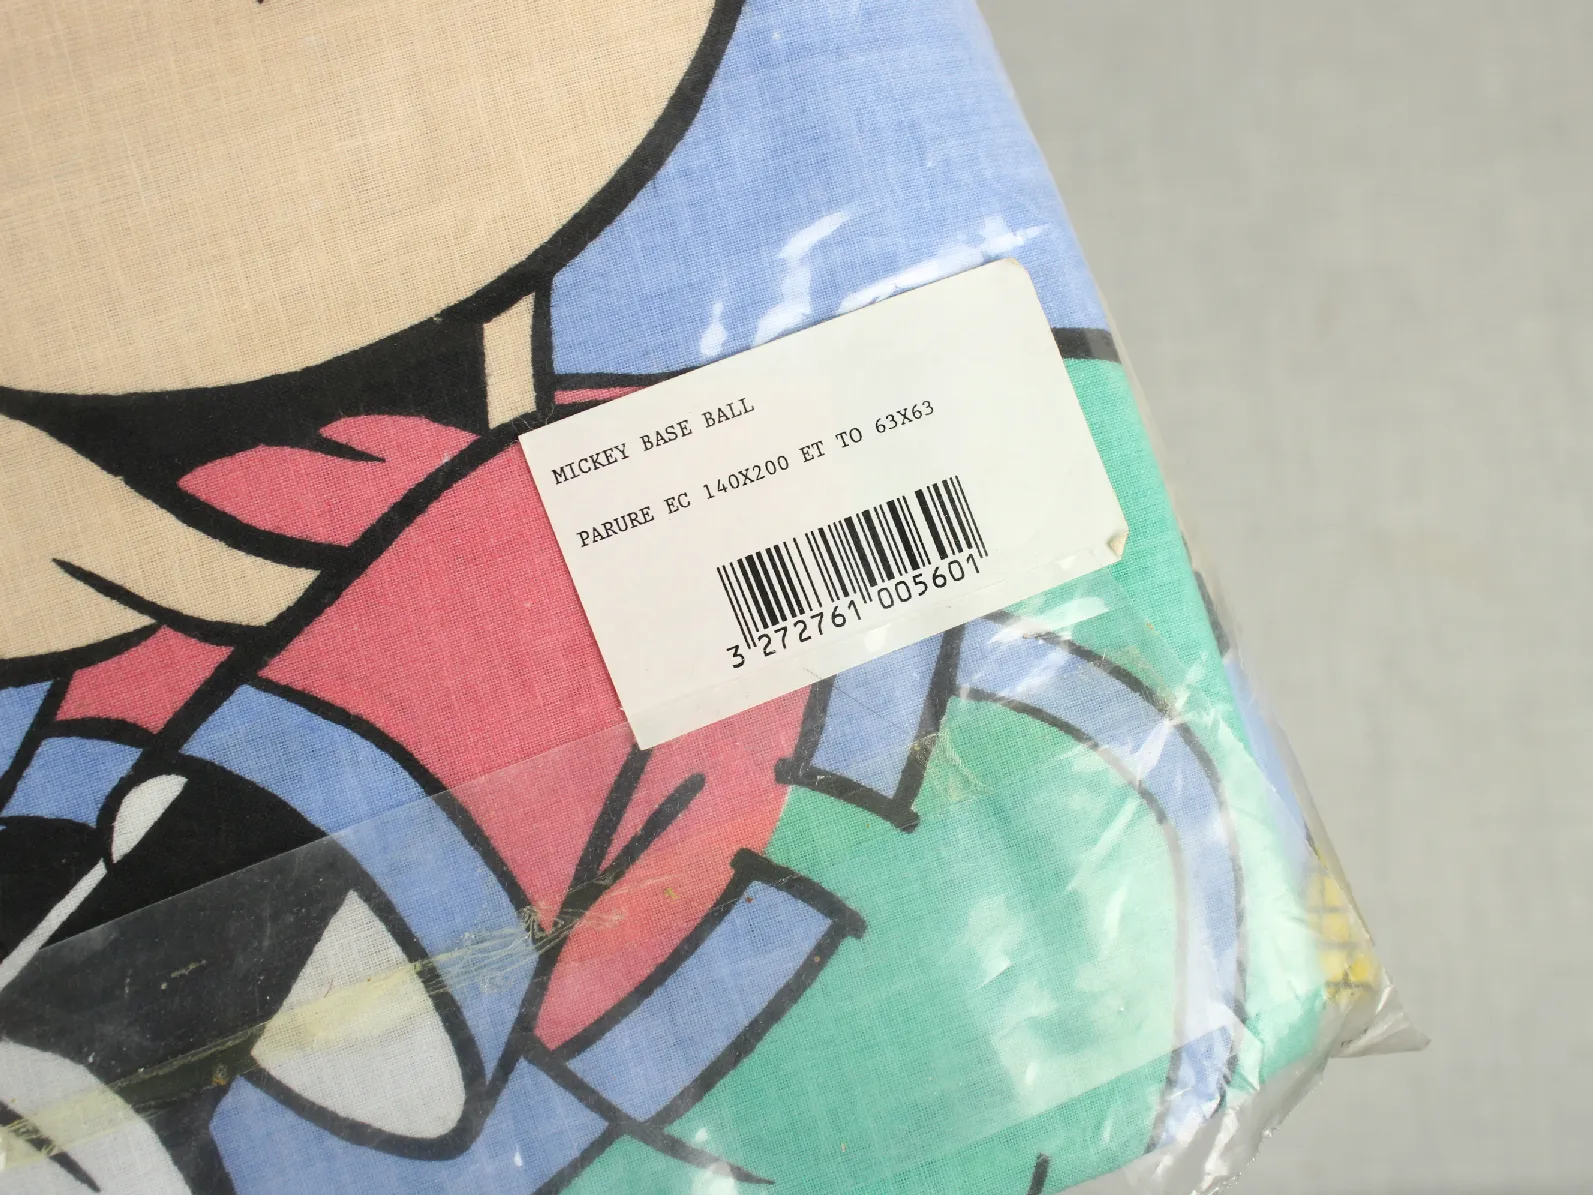 MICKEY BASE BALL
PARURE EC 140X200 ET TO 63X63
3 272761 005601